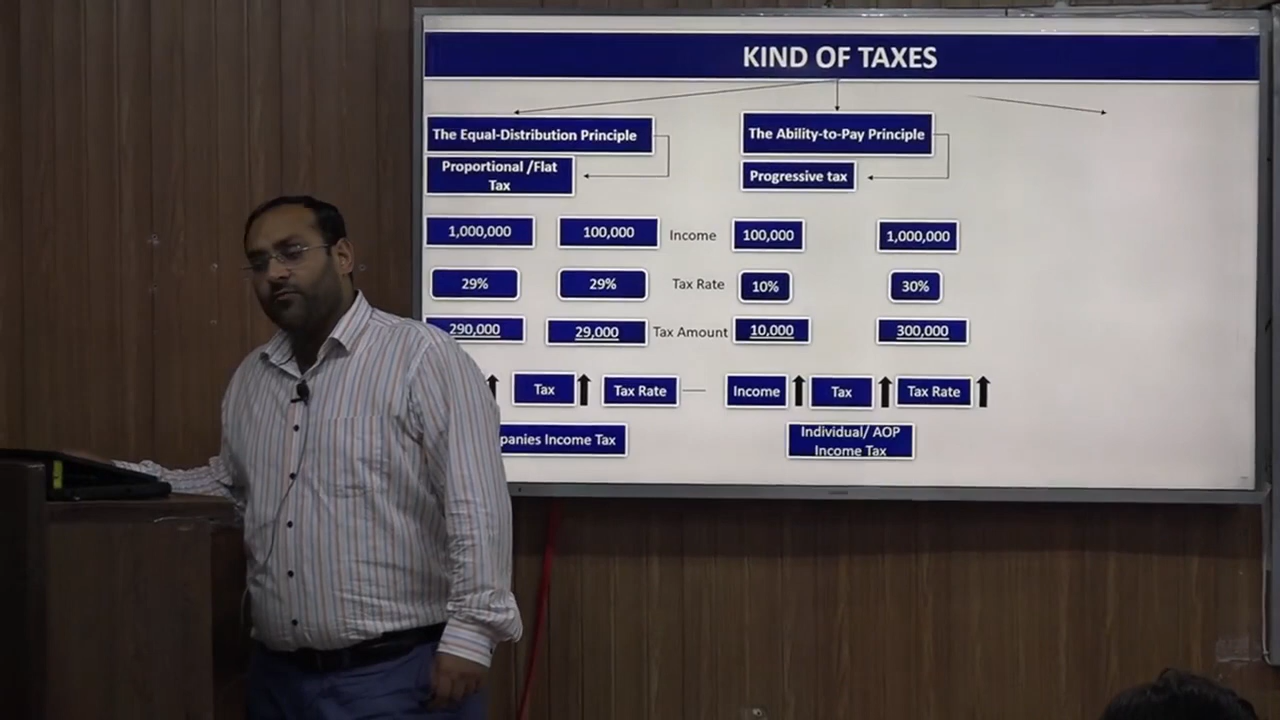 KIND OF TAXES
The Equal-Distribution Principle
The Ability-to-Pay Principle
Proportional /Flat
Tax
Progressive tax
1,000,000 100,000 Income 100,000 1,000,000
29% 29% Tax Rate 10% 30%
290,000 29,000 Tax Amount 10,000 300,000
Tax Tax Rate Income Tax Tax Rate
Income Tax
Individual/ AOP
Income Tax